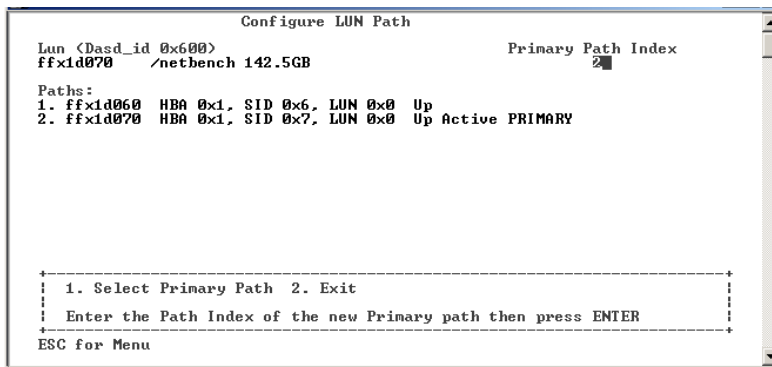 Configure LUN Path
Lun (Dasd_id 0x600) Primary Path Index
ffx1d070 /netbench 142.5GB 2
Paths:
1. ffx1d060 HBA 0x1, SID 0x6, LUN 0x0 Up
2. ffx1d070 HBA 0x1, SID 0x7, LUN 0x0 Up Active PRIMARY
1. Select Primary Path 2. Exit
Enter the Path Index of the new Primary path then press ENTER
ESC for Menu